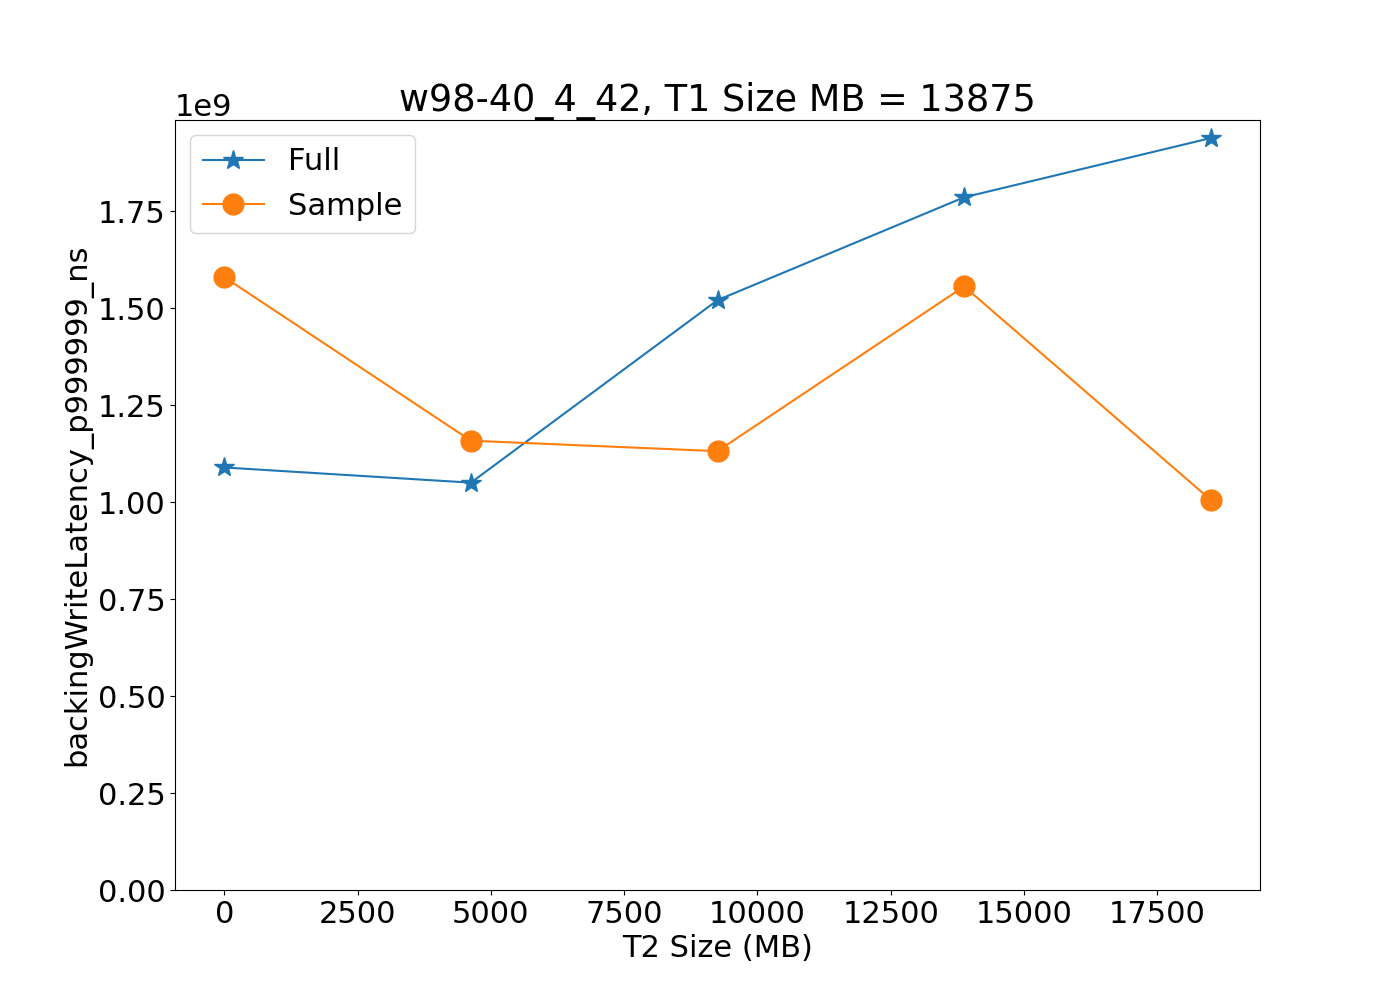 w98-40_4_42, T1 Size MB = 13875
1e9
Full
Sample
1.75
1.50
1.25
1.00
0.75
0.50
0.25
0.00
backingWriteLatency_p999999_ns
0 2500 5000 7500 10000 12500 15000 17500
T2 Size (MB)